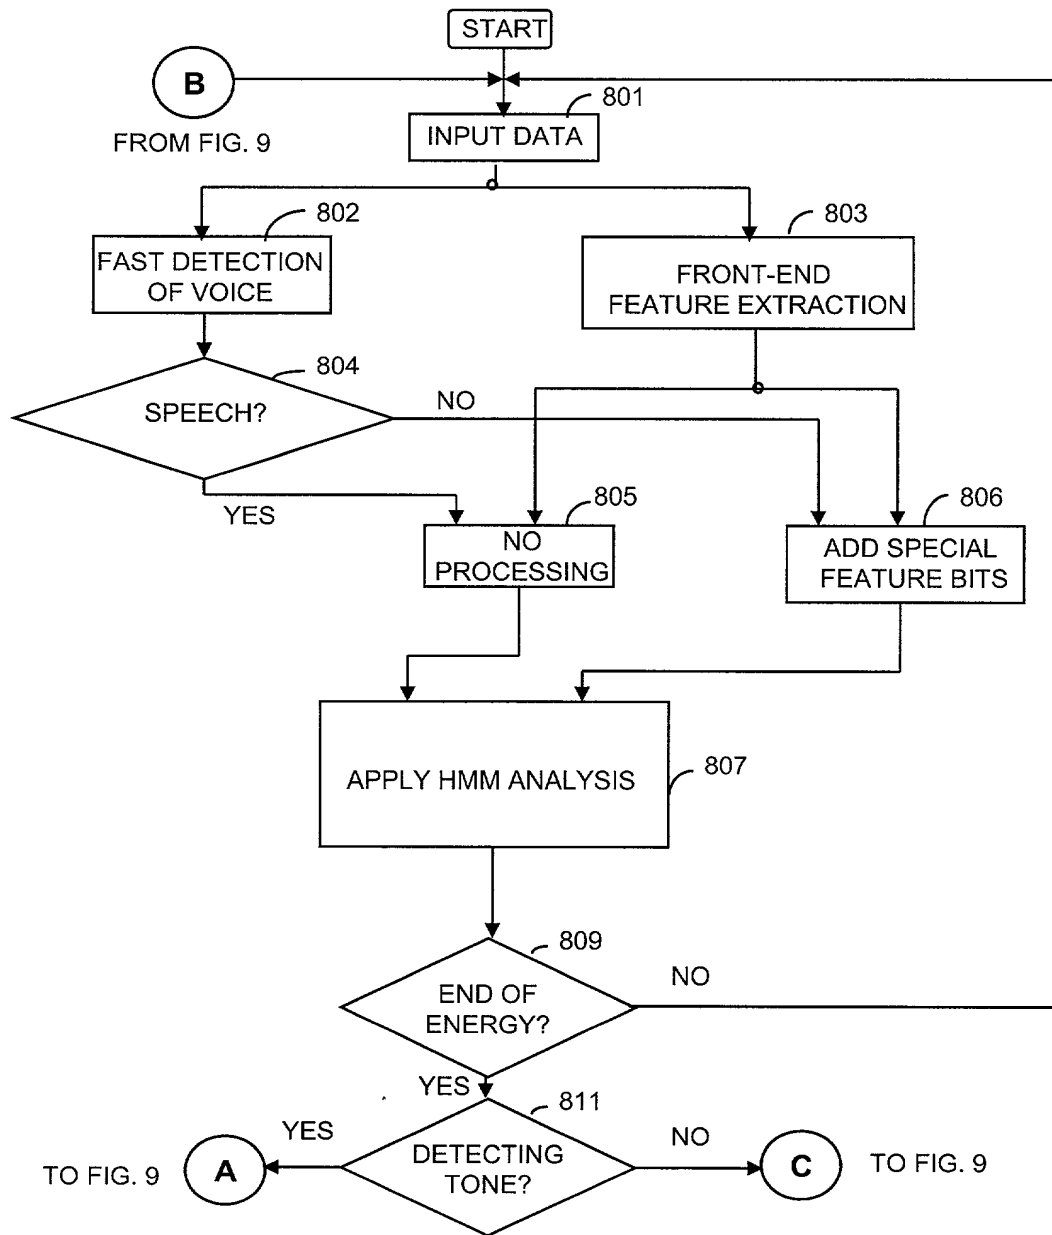 START
B
FROM FIG. 9
801
INPUT DATA
802
FAST DETECTION
OF VOICE
803
FRONT-END
FEATURE EXTRACTION
804
SPEECH?
NO
YES
805
NO
PROCESSING
806
ADD SPECIAL
FEATURE BITS
APPLY HMM ANALYSIS
807
809
END OF
ENERGY?
NO
YES
811
DETECTING
TONE?
YES
NO
TO FIG. 9
A
C
TO FIG. 9